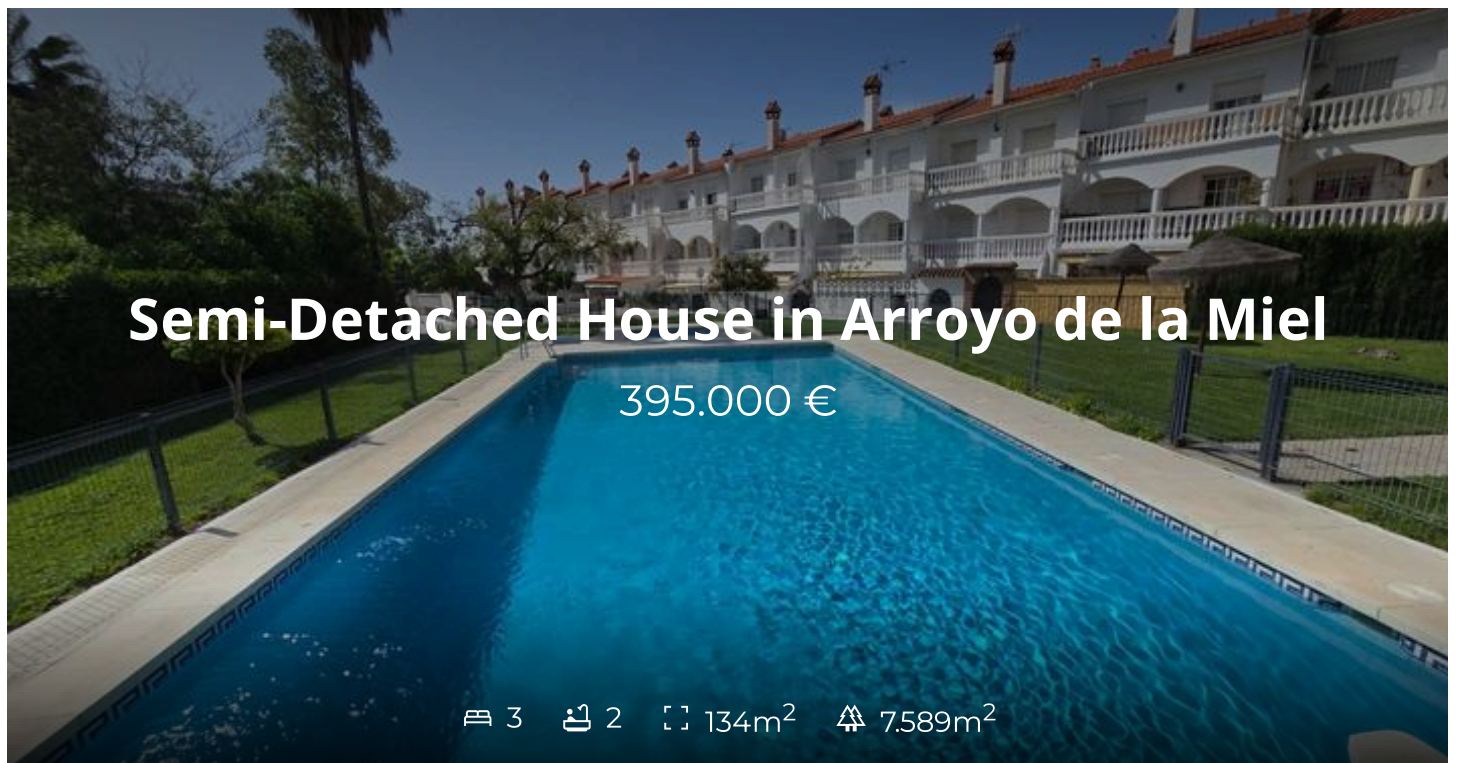 Semi-Detached House in Arroyo de la Miel
395.000 €
3 2 134m² 7.589m²